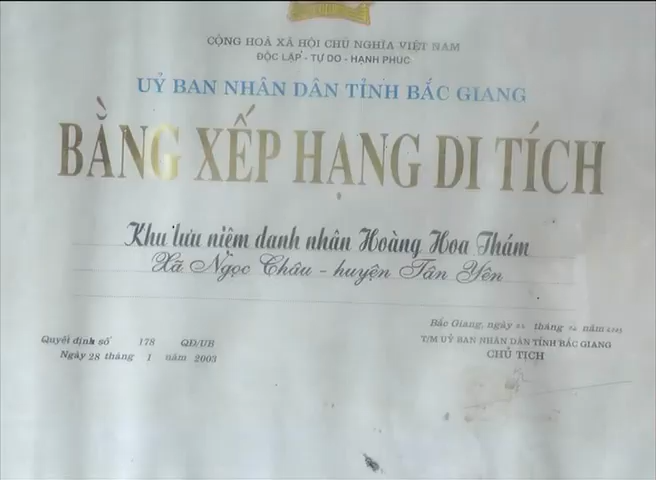 CỘNG HOÀ XÃ HỘI CHỦ NGHĨA VIỆT NAM
ĐỘC LẬP - TỰ DO - HẠNH PHÚC
UỶ BAN NHÂN DÂN TỈNH BẮC GIANG
BẰNG XẾP HẠNG DI TÍCH
Khu lưu niệm danh nhân Hoàng Hoa Thám
Xã Ngọc Châu - huyện Tân Yên
Quyết định số 178 QĐ/UB
Ngày 28 tháng 1 năm 2003
Bắc Giang, ngày tháng năm
T/M UỶ BAN NHÂN DÂN TỈNH BẮC GIANG
CHỦ TỊCH